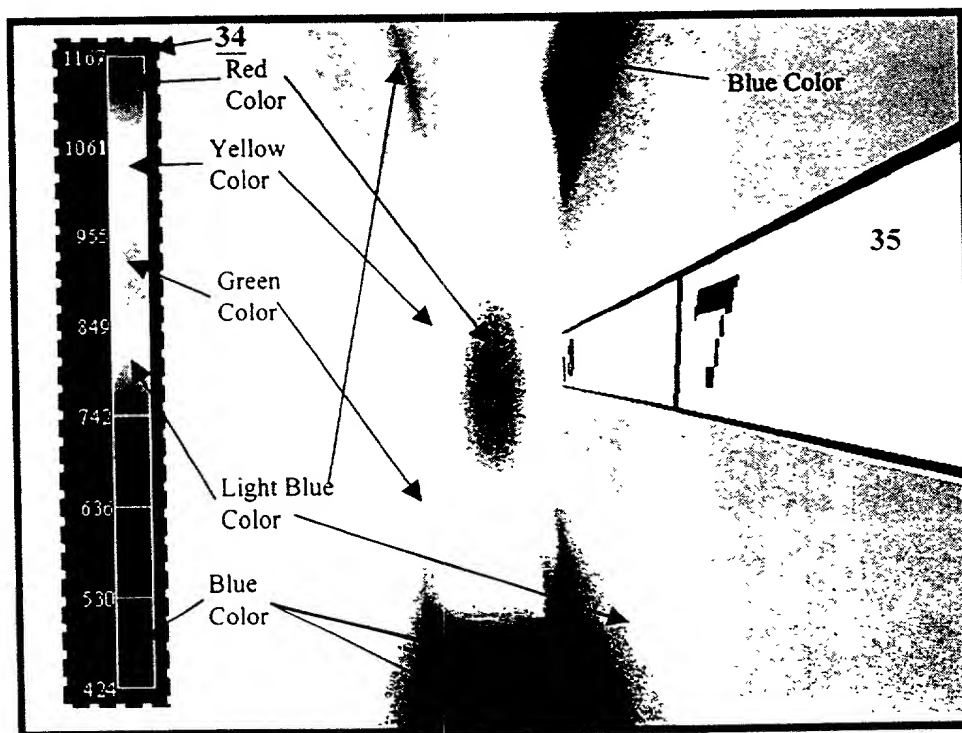 34
1167
Red
Color
Blue Color
1061
Yellow
Color
955
35
Green
Color
849
742
Light Blue
Color
636
530
Blue
Color
424